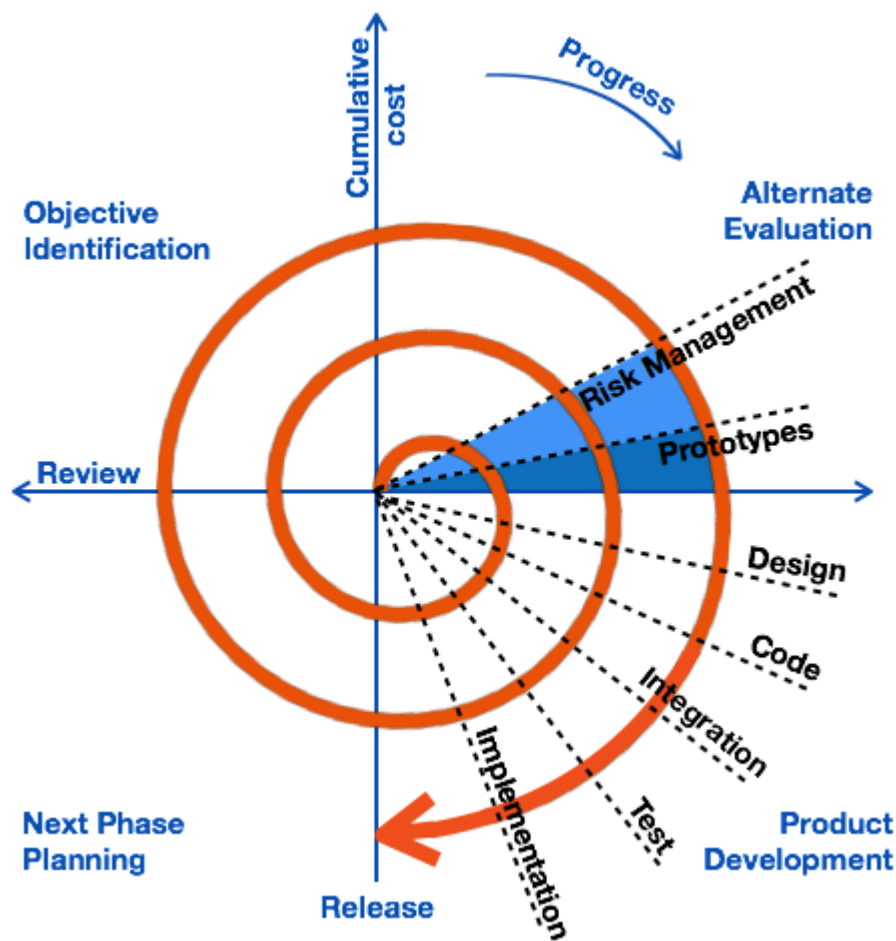 Cumulative
cost
Progress
Objective
Identification
Alternate
Evaluation
Risk Management
Prototypes
Review
Design
Code
Integration
Test
Implementation
Next Phase
Planning
Product
Development
Release